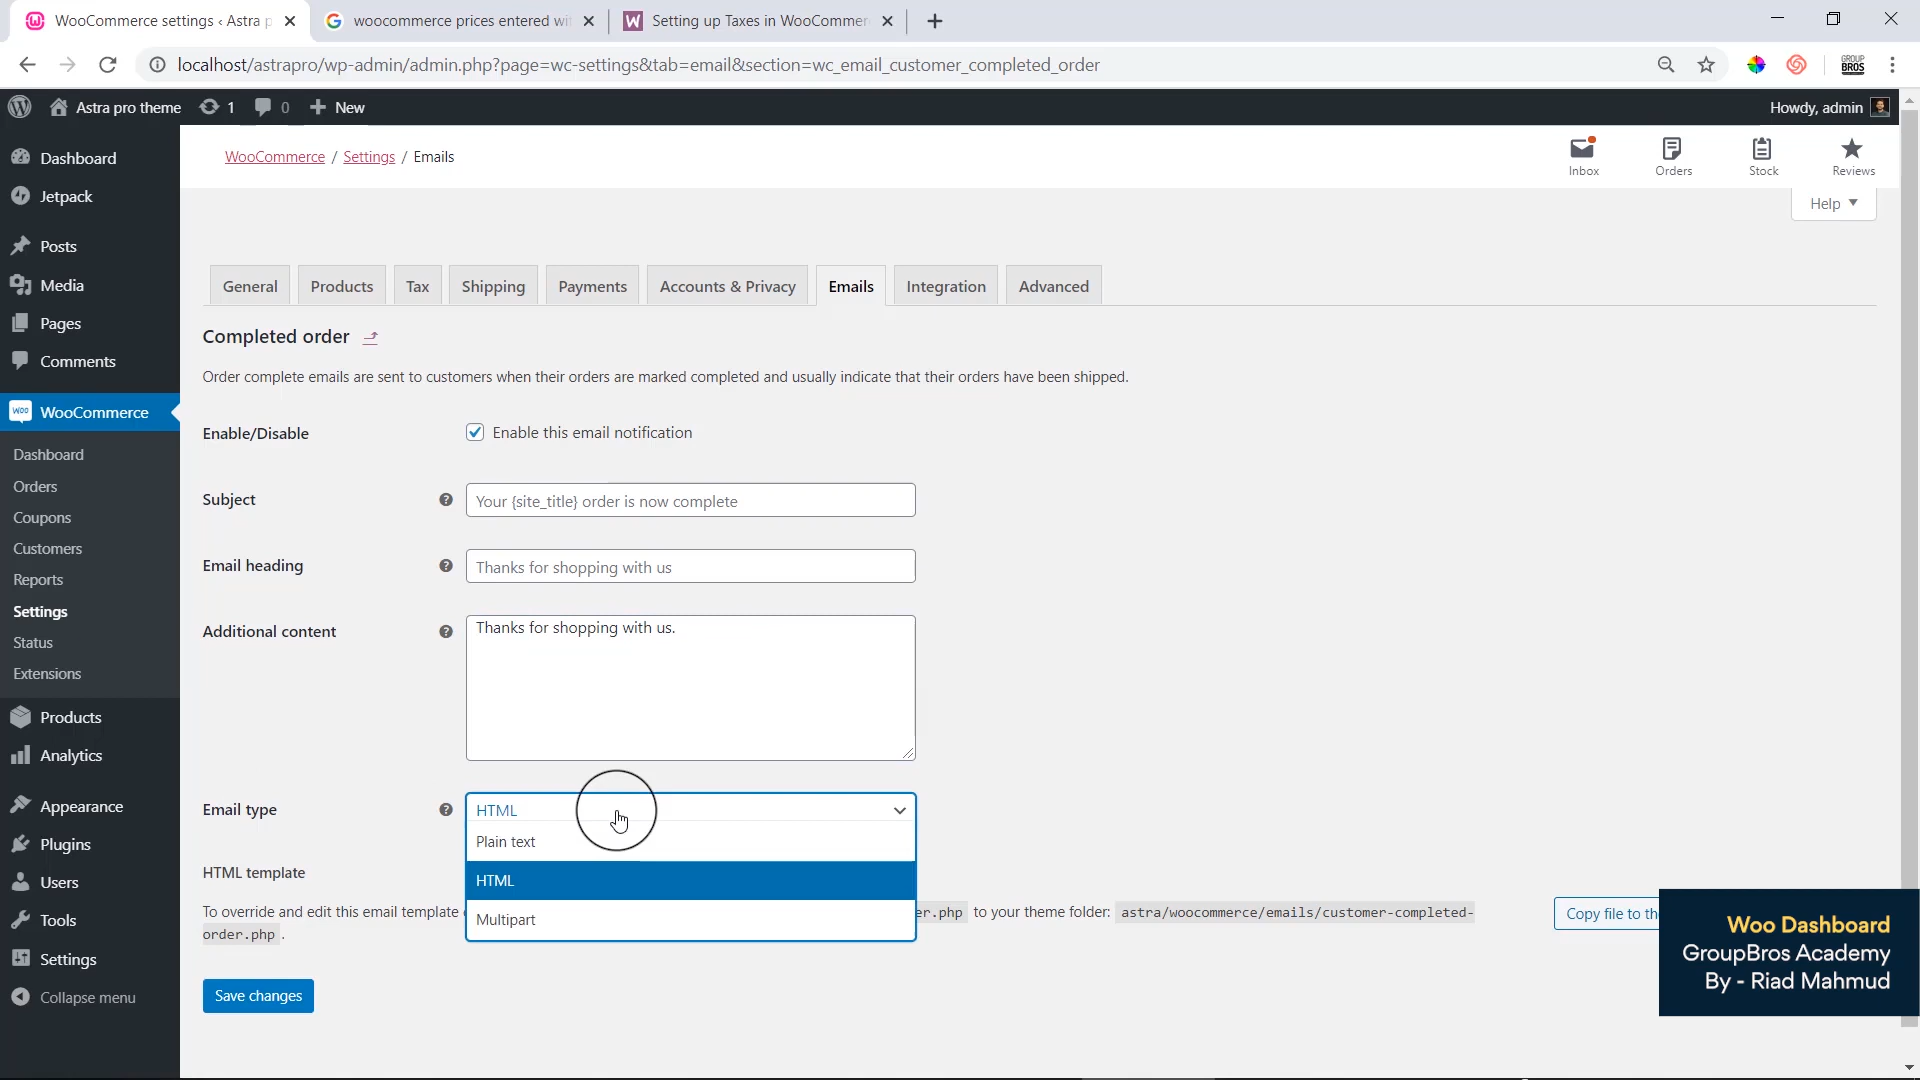 WooCommerce settings ‹ Astra p
woocommerce prices entered wi
Setting up Taxes in WooCommer
localhost/astrapro/wp-admin/admin.php?page=wc-settings&tab=email&section=wc_email_customer_completed_order
GROUP
BROS
Astra pro theme
1
0
New
Howdy, admin
Dashboard
Jetpack
Posts
Media
Pages
Comments
WooCommerce
Dashboard
Orders
Coupons
Customers
Reports
Settings
Status
Extensions
Products
Analytics
Appearance
Plugins
Users
Tools
Settings
Collapse menu
WooCommerce / Settings / Emails
Inbox
Orders
Stock
Reviews
Help
General
Products
Tax
Shipping
Payments
Accounts & Privacy
Emails
Integration
Advanced
Completed order
Order complete emails are sent to customers when their orders are marked completed and usually indicate that their orders have been shipped.
Enable/Disable
Enable this email notification
Subject
Your {site_title} order is now complete
Email heading
Thanks for shopping with us
Additional content
Thanks for shopping with us.
Email type
HTML
Plain text
HTML
Multipart
HTML template
To override and edit this email template er.php to your theme folder: astra/woocommerce/emails/customer-completed-
order.php .
Copy file to th
Save changes
Woo Dashboard
GroupBros Academy
By - Riad Mahmud